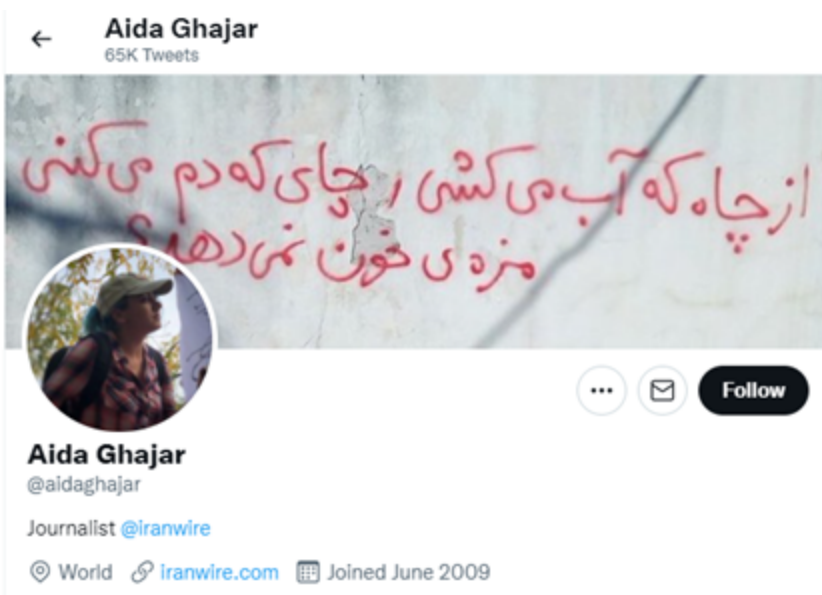 Aida Ghajar
65K Tweets
از چاه که آب می‌کشی، چای که دم می‌کنی
مزه‌ی خون نمی‌دهد؟
Follow
Aida Ghajar
@aidaghajar
Journalist @iranwire
World iranwire.com Joined June 2009